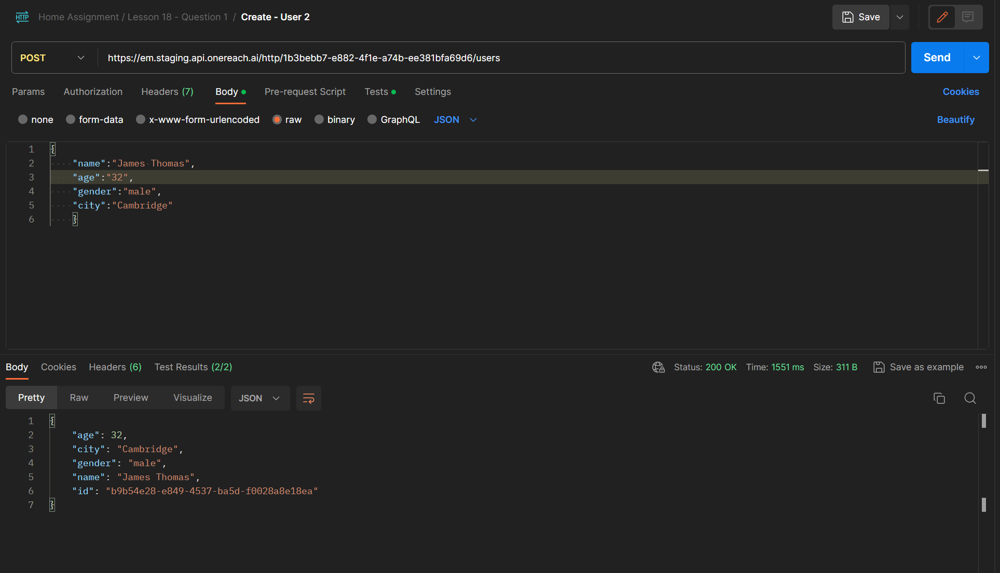 HTTP Home Assignment / Lesson 18 - Question 1 / Create - User 2 Save
POST https://em.staging.api.onereach.ai/http/1b3bebb7-e882-4f1e-a74b-ee381bfa69d6/users Send
Params Authorization Headers (7) Body Pre-request Script Tests Settings Cookies
none form-data x-www-form-urlencoded raw binary GraphQL JSON Beautify
1 {
2 "name":"James Thomas",
3 "age":"32",
4 "gender":"male",
5 "city":"Cambridge"
6 }
Body Cookies Headers (6) Test Results (2/2) Status: 200 OK Time: 1551 ms Size: 311 B Save as example
Pretty Raw Preview Visualize JSON
1 {
2 "age": 32,
3 "city": "Cambridge",
4 "gender": "male",
5 "name": "James Thomas",
6 "id": "b9b54e28-e849-4537-ba5d-f0028a8e18ea"
7 }